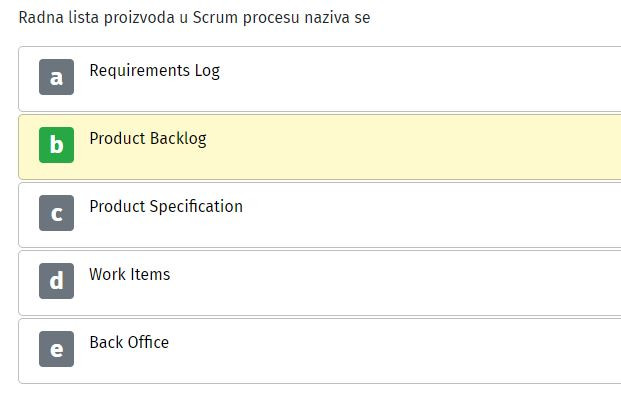 Radna lista proizvoda u Scrum procesu naziva se
a Requirements Log
b Product Backlog
c Product Specification
d Work Items
e Back Office